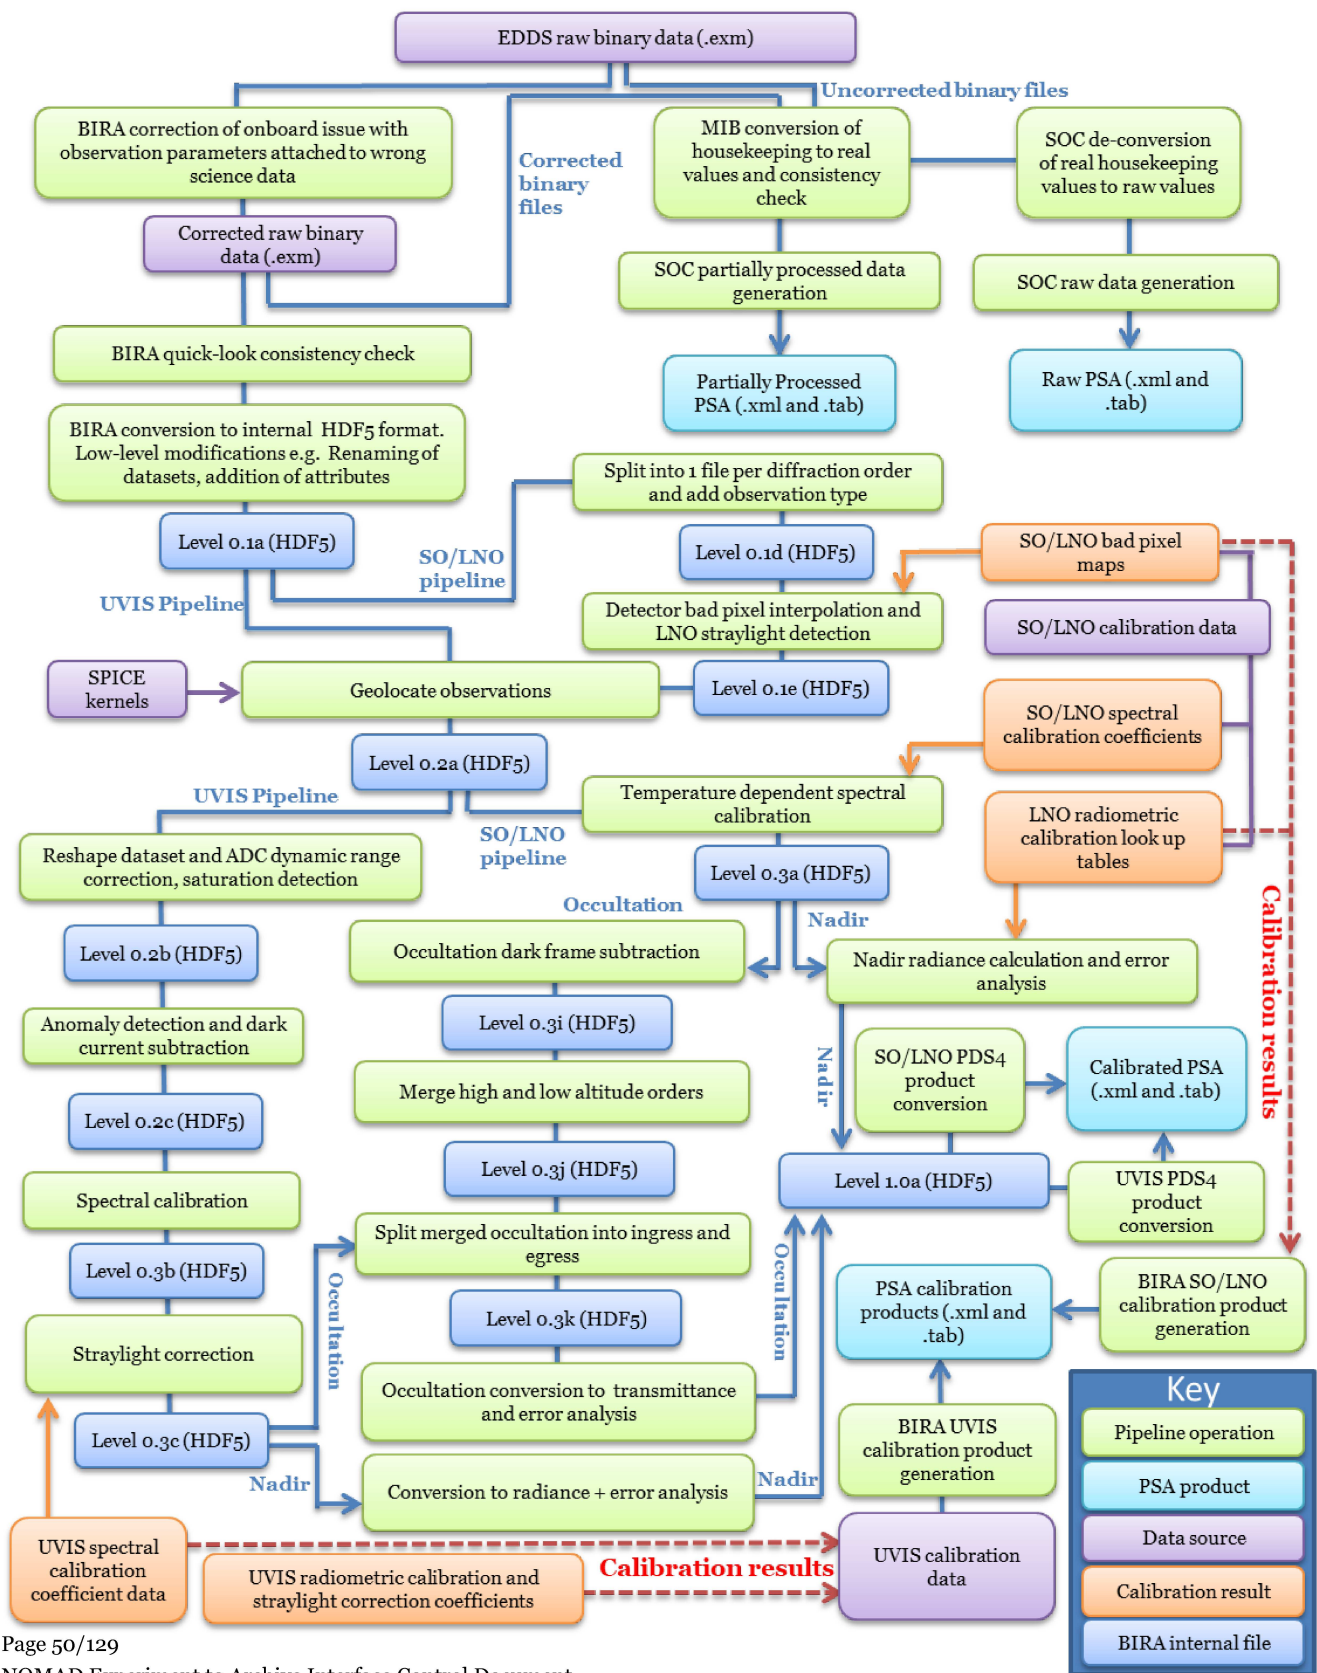 EDDS raw binary data (.exm)
Uncorrected binary files
BIRA correction of onboard issue with
observation parameters attached to wrong
science data
Corrected
binary
files
MIB conversion of
housekeeping to real
values and consistency
check
SOC de-conversion
of real housekeeping
values to raw values
Corrected raw binary
data (.exm)
SOC partially processed data
generation
SOC raw data generation
BIRA quick-look consistency check
Partially Processed
PSA (.xml and .tab)
Raw PSA (.xml and
.tab)
BIRA conversion to internal HDF5 format.
Low-level modifications e.g. Renaming of
datasets, addition of attributes
Split into 1 file per diffraction order
and add observation type
Level 0.1a (HDF5)
SO/LNO
pipeline
Level 0.1d (HDF5)
SO/LNO bad pixel
maps
UVIS Pipeline
Detector bad pixel interpolation and
LNO straylight detection
SO/LNO calibration data
SPICE
kernels
Geolocate observations
Level 0.1e (HDF5)
SO/LNO spectral
calibration coefficients
Level 0.2a (HDF5)
UVIS Pipeline
SO/LNO
pipeline
Temperature dependent spectral
calibration
LNO radiometric
calibration look up
tables
Reshape dataset and ADC dynamic range
correction, saturation detection
Level 0.3a (HDF5)
Occultation
Nadir
Calibration results
Level 0.2b (HDF5)
Occultation dark frame subtraction
Nadir radiance calculation and error
analysis
Anomaly detection and dark
current subtraction
Level 0.3i (HDF5)
Nadir
SO/LNO PDS4
product
conversion
Calibrated PSA
(.xml and .tab)
Merge high and low altitude orders
Level 0.2c (HDF5)
Level 0.3j (HDF5)
Level 1.0a (HDF5)
UVIS PDS4
product
conversion
Spectral calibration
Split merged occultation into ingress and
egress
Occultation
Level 0.3b (HDF5)
Occultation
PSA calibration
products (.xml and
.tab)
BIRA SO/LNO
calibration product
generation
Level 0.3k (HDF5)
Straylight correction
Occultation conversion to transmittance
and error analysis
Level 0.3c (HDF5)
BIRA UVIS
calibration product
generation
Nadir
Conversion to radiance + error analysis
Nadir
UVIS spectral
calibration
coefficient data
UVIS radiometric calibration and
straylight correction coefficients
Calibration results
UVIS calibration
data
Key
Pipeline operation
PSA product
Data source
Calibration result
BIRA internal file
Page 50/129
NOMAD Experiment to Archive Interface Control Document